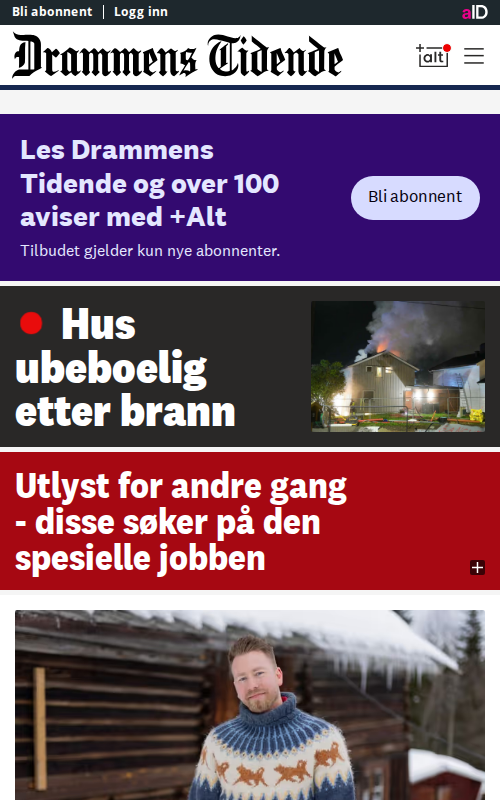 Bli abonnent
Logg inn
aID
Drammens Tidende
+alt
Les Drammens
Tidende og over 100
aviser med +Alt
Tilbudet gjelder kun nye abonnenter.
Bli abonnent
Hus
ubeboelig
etter brann
Utlyst for andre gang
- disse søker på den
spesielle jobben
+